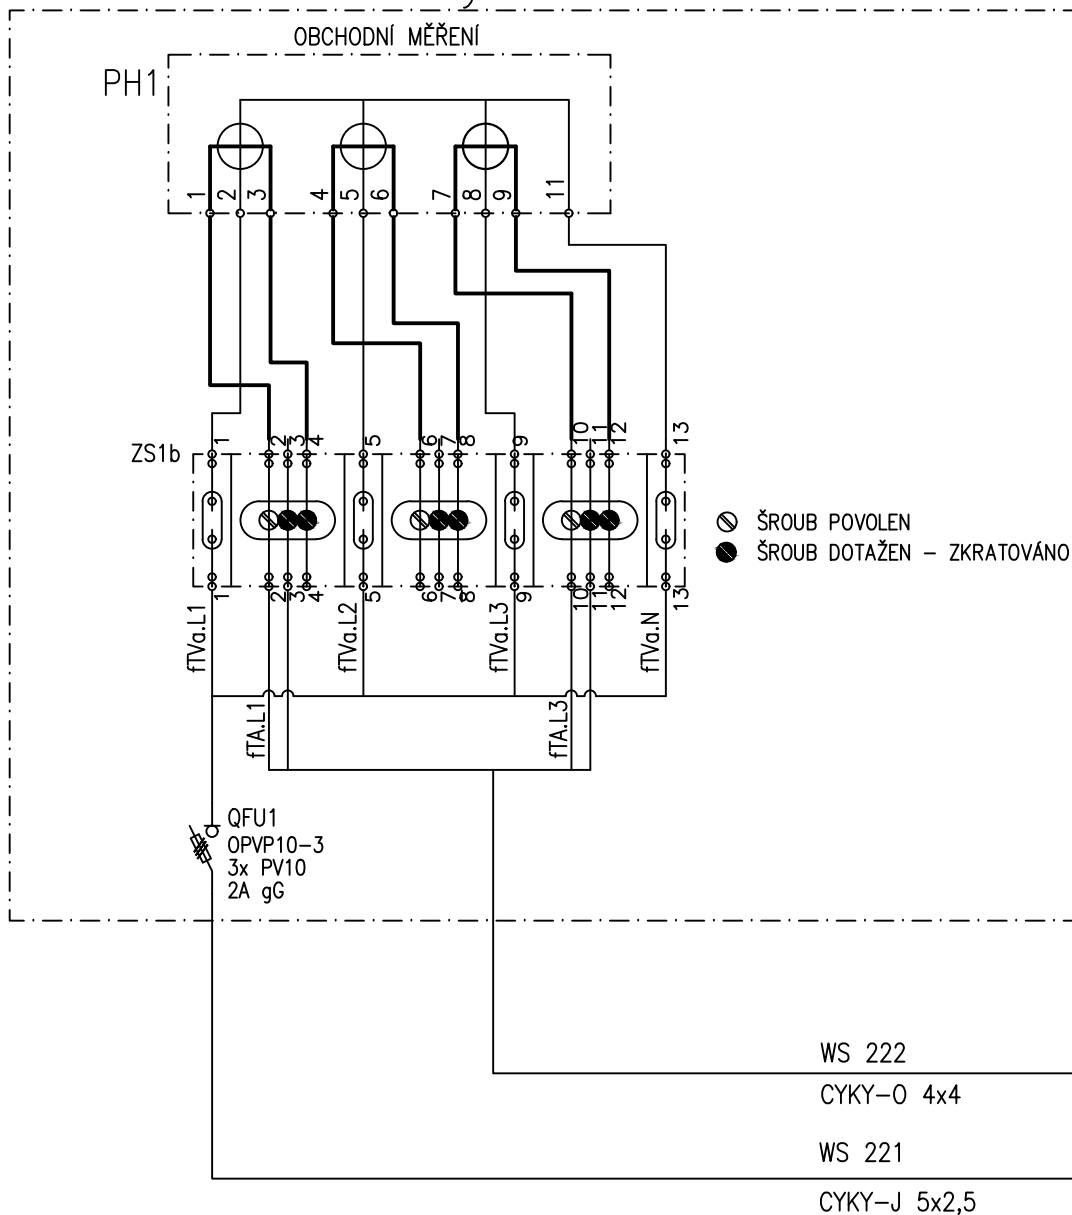 OBCHODNÍ MĚŘENÍ
PH1
1 2 3 4 5 6 7 8 9 11
ZS1b
1 2 3 4 5 6 7 8 9 10 11 12 13
ŠROUB POVOLEN
ŠROUB DOTAŽEN – ZKRATOVÁNO
1 2 3 4 5 6 7 8 9 10 11 12 13
fTVa.L1
fTVa.L2
fTVa.L3
fTVa.N
fTA.L1
fTA.L3
QFU1
OPVP10-3
3x PV10
2A gG
WS 222
CYKY-O 4x4
WS 221
CYKY-J 5x2,5